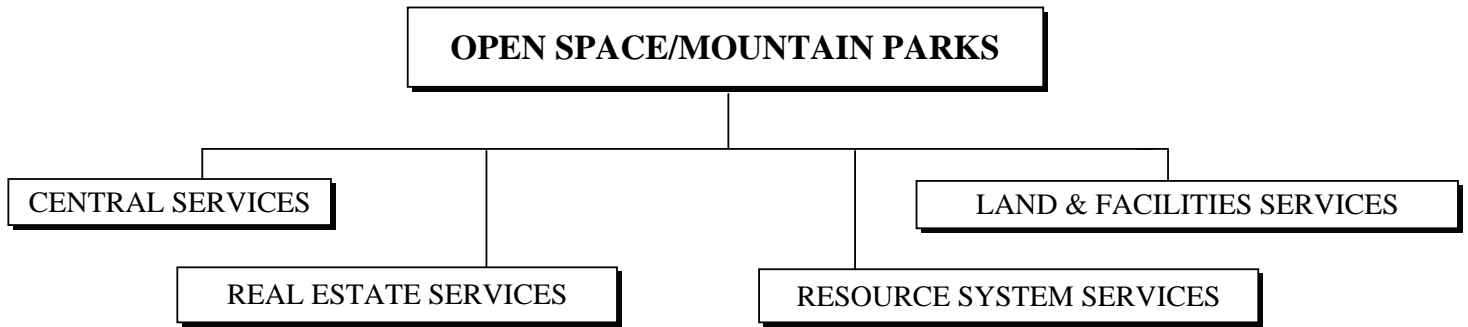 OPEN SPACE/MOUNTAIN PARKS
CENTRAL SERVICES
LAND & FACILITIES SERVICES
REAL ESTATE SERVICES
RESOURCE SYSTEM SERVICES